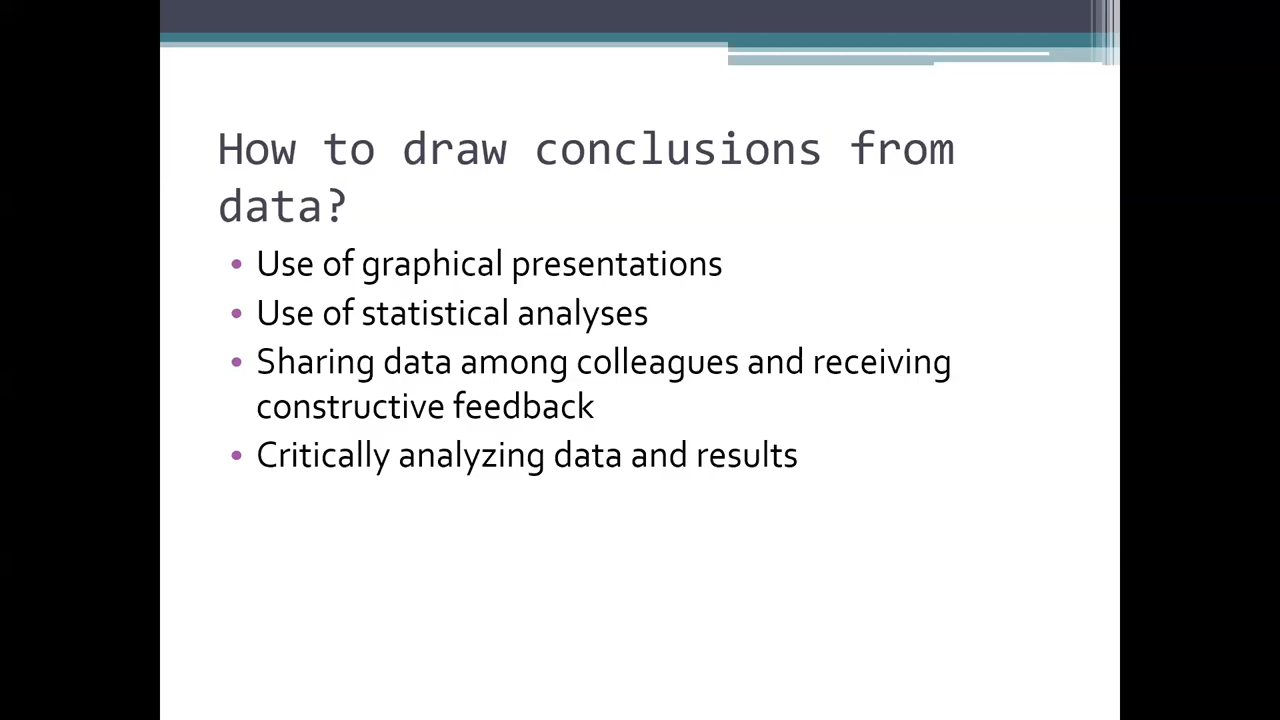 How to draw conclusions from
data?
• Use of graphical presentations
• Use of statistical analyses
• Sharing data among colleagues and receiving
constructive feedback
• Critically analyzing data and results